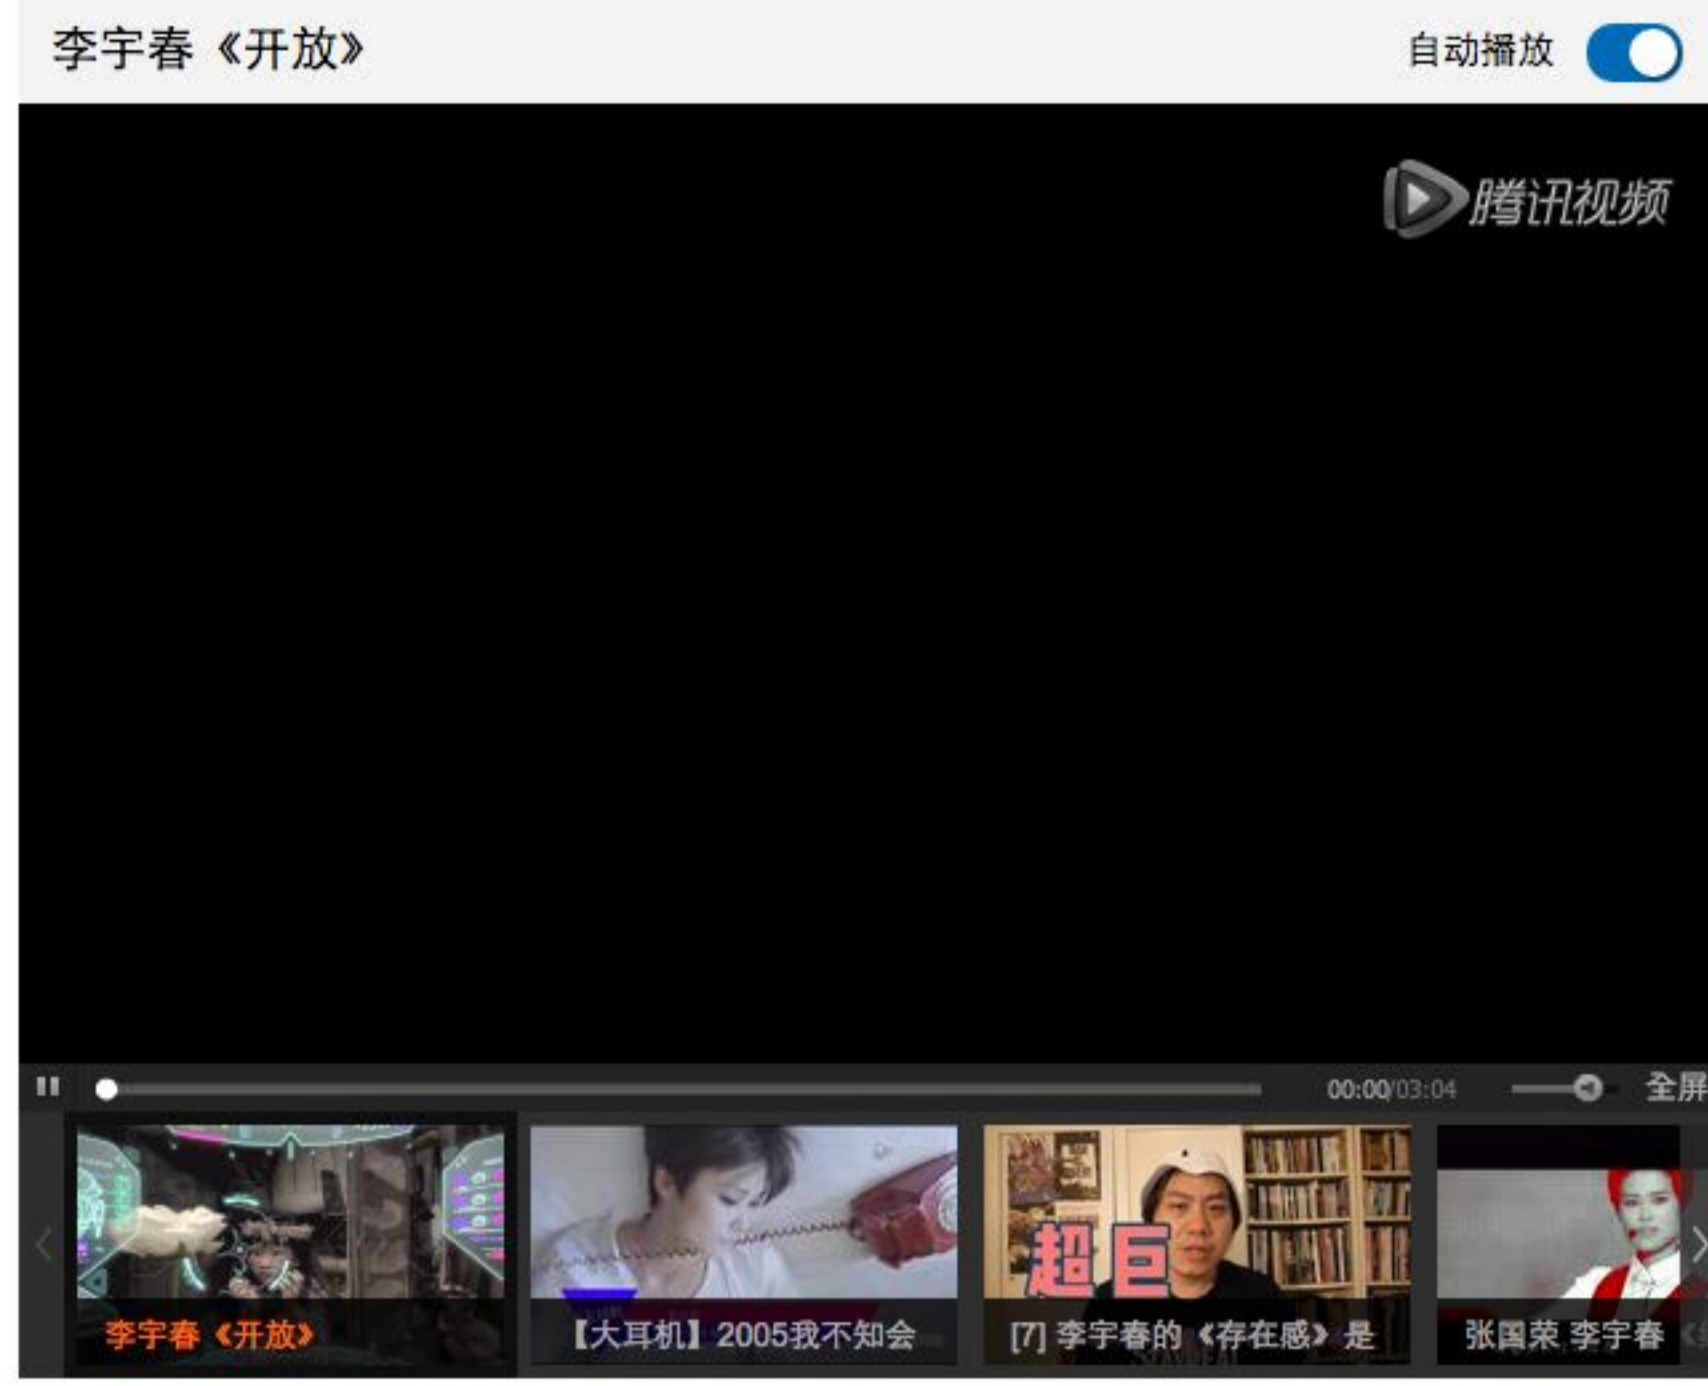 李宇春《开放》
自动播放
腾讯视频
00:00/03:04
全屏
超巨
李宇春《开放》
【大耳机】2005我不知会
[7] 李宇春的《存在感》是
张国荣 李宇春